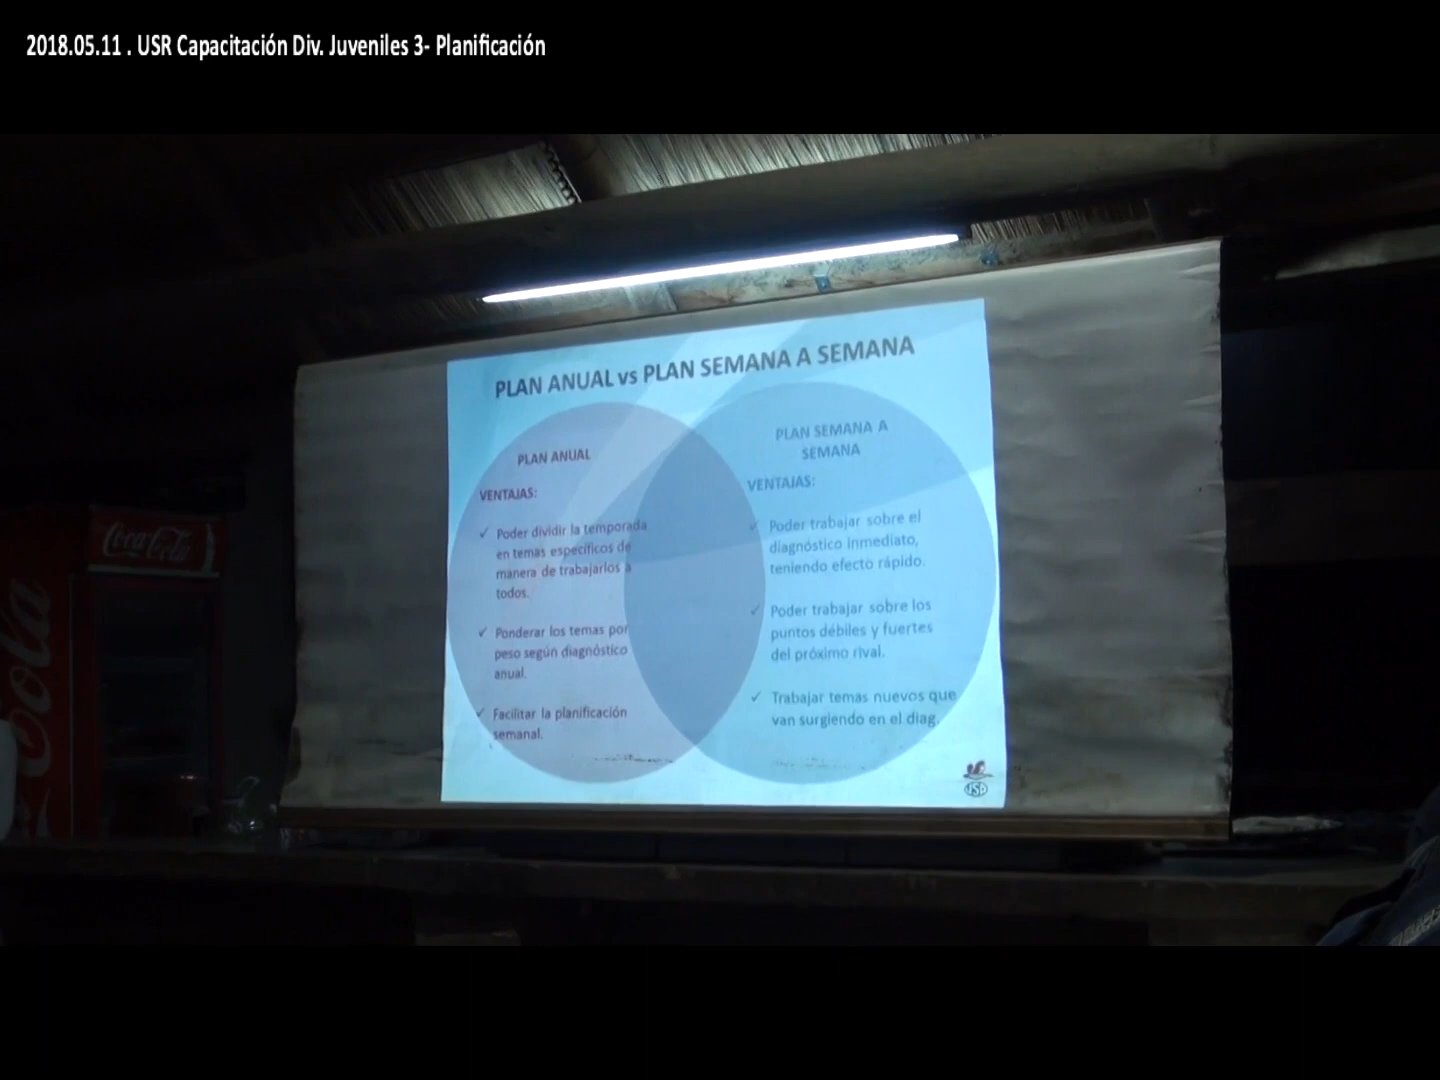 2018.05.11 . USR Capacitación Div. Juveniles 3- Planificación
PLAN ANUAL vs PLAN SEMANA A SEMANA
PLAN ANUAL
VENTAJAS:
✓ Poder dividir la temporada
en temas específicos de
manera de trabajarlos a
todos.
✓ Ponderar los temas por
peso según diagnóstico
anual.
✓ Facilitar la planificación
semanal.
PLAN SEMANA A
SEMANA
VENTAJAS:
✓ Poder trabajar sobre el
diagnóstico inmediato,
teniendo efecto rápido.
✓ Poder trabajar sobre los
puntos débiles y fuertes
del próximo rival.
✓ Trabajar temas nuevos que
van surgiendo en el diag.
USR
Coca-Cola
Cola